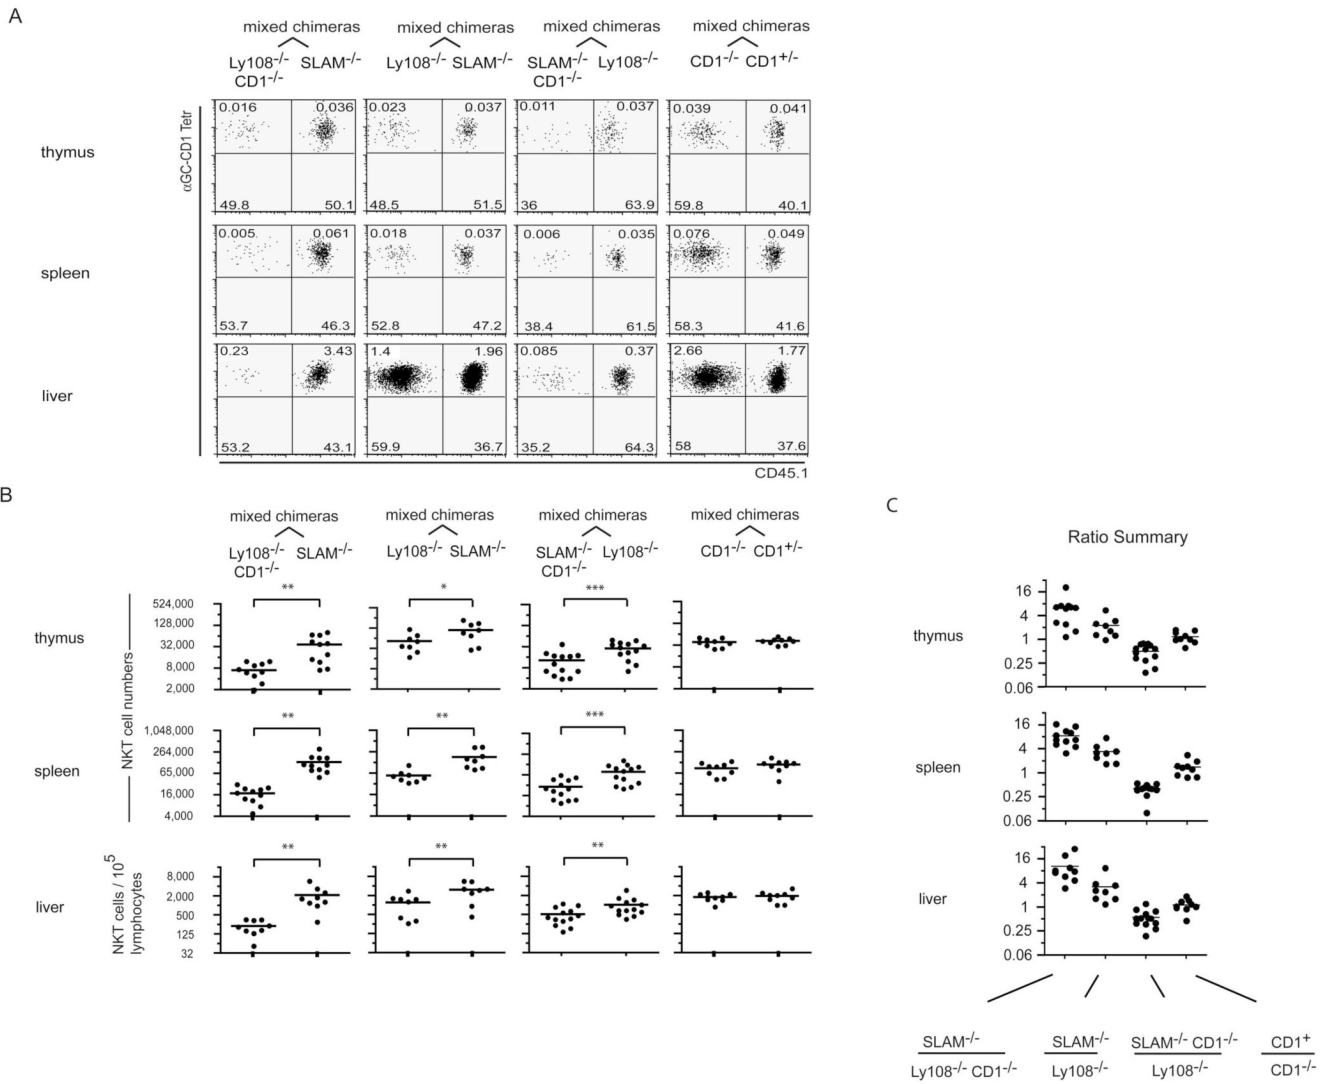 A
mixed chimeras mixed chimeras mixed chimeras mixed chimeras
Ly108-/- SLAM-/- Ly108-/- SLAM-/- SLAM-/- Ly108-/- CD1-/- CD1+/-
CD1-/- CD1-/-
αGC-CD1 Tetr
thymus
0.016 0.036 0.023 0.037 0.011 0.037 0.039 0.041
49.8 50.1 48.5 51.5 36 63.9 59.8 40.1
spleen
0.005 0.061 0.018 0.037 0.006 0.035 0.076 0.049
53.7 46.3 52.8 47.2 38.4 61.5 58.3 41.6
liver
0.23 3.43 1.4 1.96 0.085 0.37 2.66 1.77
53.2 43.1 59.9 36.7 35.2 64.3 58 37.6
CD45.1
B
mixed chimeras mixed chimeras mixed chimeras mixed chimeras
Ly108-/- SLAM-/- Ly108-/- SLAM-/- SLAM-/- Ly108-/- CD1-/- CD1+/-
CD1-/- CD1-/-
NKT cell numbers
thymus
** * ***
524,000
128,000
32,000
8,000
2,000
spleen
** ** ***
1,048,000
264,000
65,000
16,000
4,000
NKT cells / 10^5
lymphocytes
liver
** ** **
8,000
2,000
500
125
32
C
Ratio Summary
thymus
16
4
1
0.25
0.06
spleen
16
4
1
0.25
0.06
liver
16
4
1
0.25
0.06
SLAM-/- SLAM-/- SLAM-/- CD1-/- CD1+
Ly108-/- CD1-/- Ly108-/- Ly108-/- CD1-/-